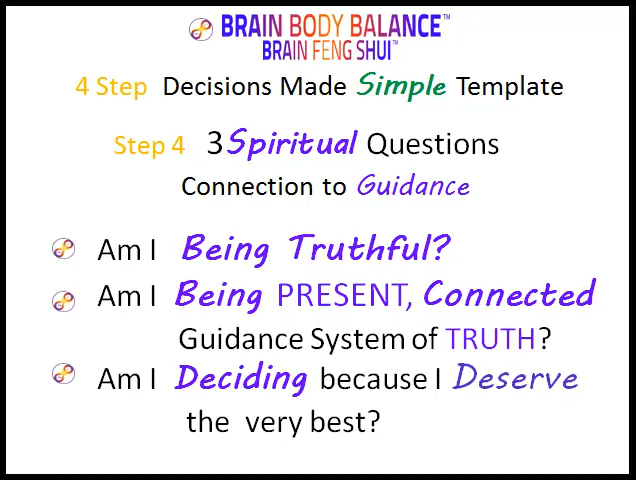 BRAIN BODY BALANCE™
BRAIN FENG SHUI™
4 Step Decisions Made Simple Template
Step 4 3 Spiritual Questions
Connection to Guidance
Am I Being Truthful?
Am I Being PRESENT, Connected
Guidance System of TRUTH?
Am I Deciding because I Deserve
the very best?